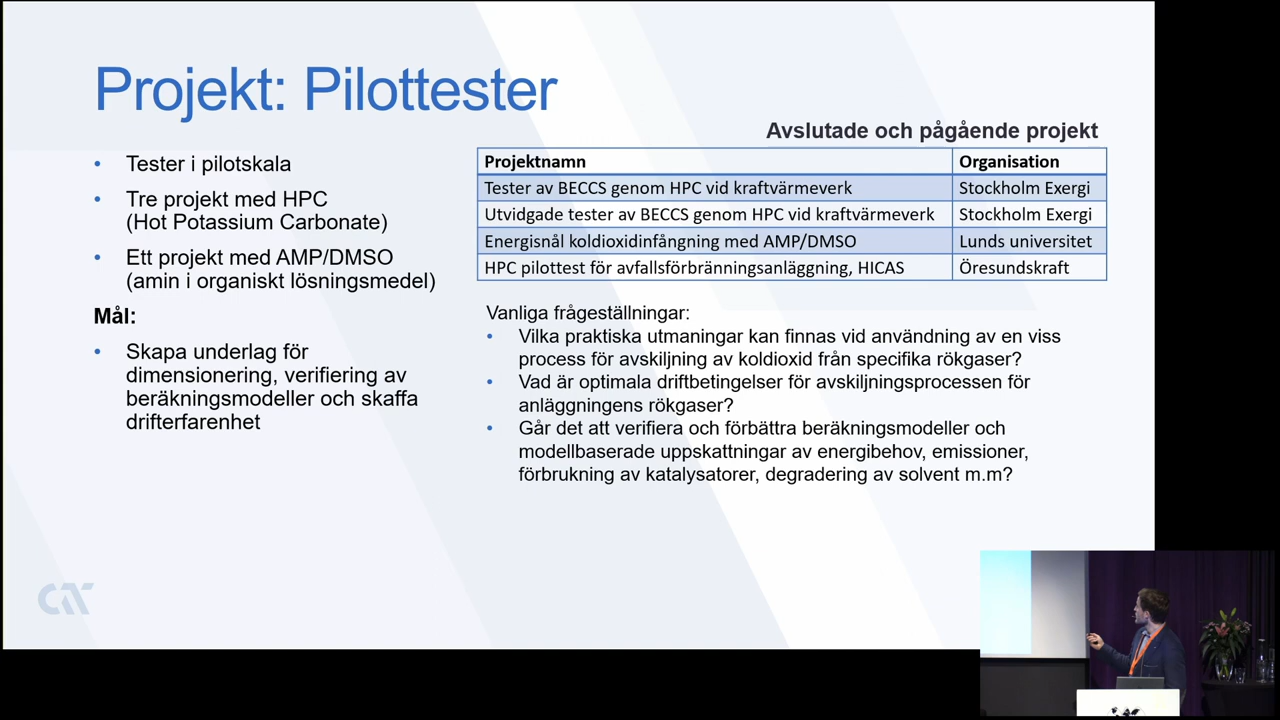 Projekt: Pilottester
• Tester i pilotskala
• Tre projekt med HPC
(Hot Potassium Carbonate)
• Ett projekt med AMP/DMSO
(amin i organiskt lösningsmedel)
Mål:
• Skapa underlag för
dimensionering, verifiering av
beräkningsmodeller och skaffa
drifterfarenhet
Avslutade och pågående projekt
Projektnamn Organisation
Tester av BECCS genom HPC vid kraftvärmeverk Stockholm Exergi
Utvidgade tester av BECCS genom HPC vid kraftvärmeverk Stockholm Exergi
Energisnål koldioxidinfångning med AMP/DMSO Lunds universitet
HPC pilottest för avfallsförbränningsanläggning, HICAS Öresundskraft
Vanliga frågeställningar:
• Vilka praktiska utmaningar kan finnas vid användning av en viss
process för avskiljning av koldioxid från specifika rökgaser?
• Vad är optimala driftbetingelser för avskiljningsprocessen för
anläggningens rökgaser?
• Går det att verifiera och förbättra beräkningsmodeller och
modellbaserade uppskattningar av energibehov, emissioner,
förbrukning av katalysatorer, degradering av solvent m.m?